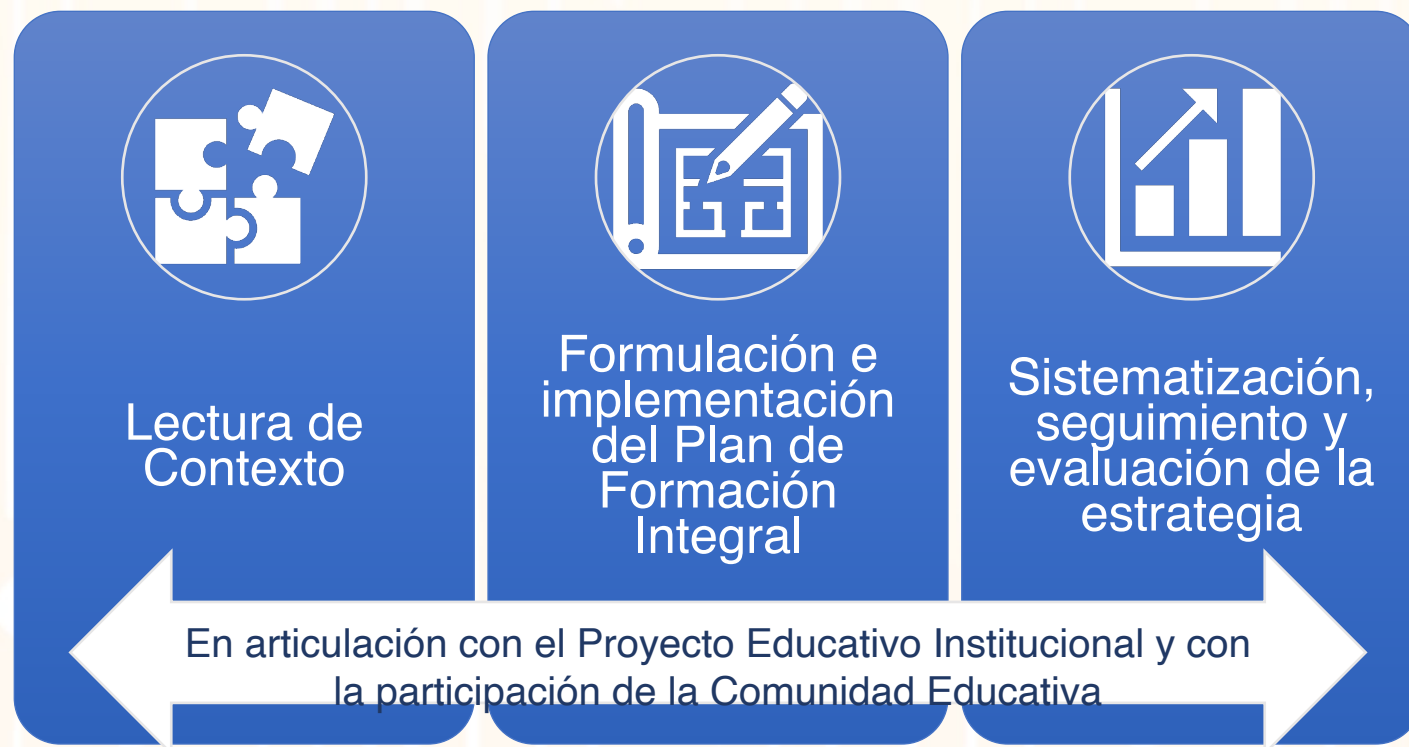 Lectura de
Contexto
Formulación e
implementación
del Plan de
Formación
Integral
Sistematización,
seguimiento y
evaluación de la
estrategia
En articulación con el Proyecto Educativo Institucional y con
la participación de la Comunidad Educativa